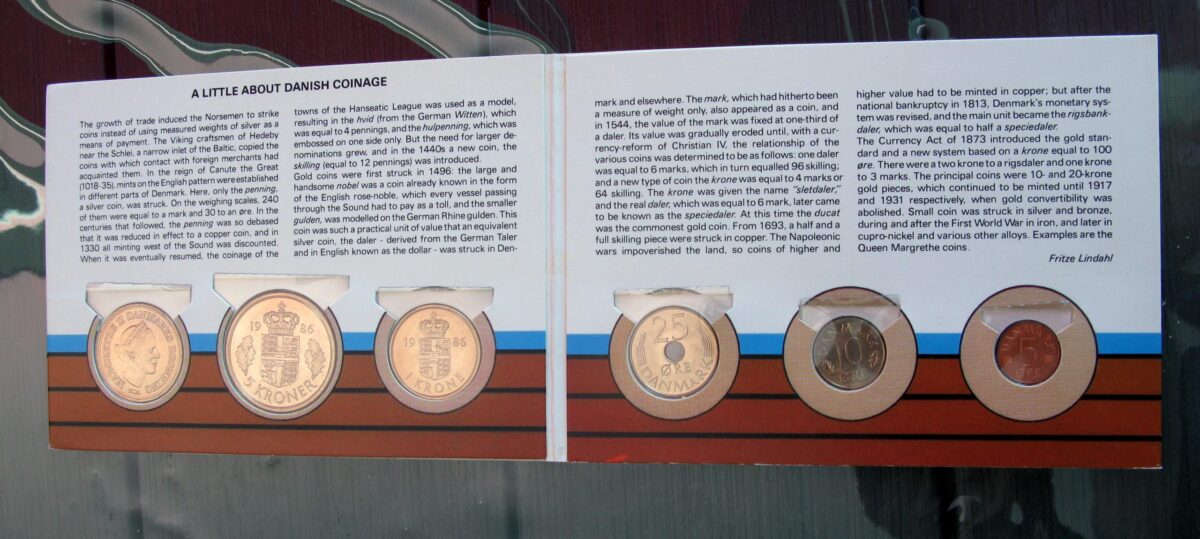 A LITTLE ABOUT DANISH COINAGE
The growth of trade induced the Norsemen to strike
coins instead of using measured weights of silver as a
means of payment. The Viking craftsmen of Hedeby
near the Schlei, a narrow inlet of the Baltic, copied the
coins with which contact with foreign merchants had
acquainted them. In the reign of Canute the Great
(1018-35), mints on the English pattern were established
in different parts of Denmark. Here, only the penning,
a silver coin, was struck. On the weighing scales, 240
of them were equal to a mark and 30 to an øre. In the
centuries that followed, the penning was so debased
that it was reduced in effect to a copper coin, and in
1330 all minting west of the Sound was discounted.
When it was eventually resumed, the coinage of the
towns of the Hanseatic League was used as a model,
resulting in the hvid (from the German Witten), which
was equal to 4 pennings, and the hulpenning, which was
embossed on one side only. But the need for larger de-
nominations grew, and in the 1440s a new coin, the
skilling (equal to 12 pennings) was introduced.
Gold coins were first struck in 1496: the large and
handsome nobel was a coin already known in the form
of the English rose-noble, which every vessel passing
through the Sound had to pay as a toll, and the smaller
gulden, was modelled on the German Rhine gulden. This
coin was such a practical unit of value that an equivalent
silver coin, the daler - derived from the German Taler
and in English known as the dollar - was struck in Den-
mark and elsewhere. The mark, which had hitherto been
a measure of weight only, also appeared as a coin, and
in 1544, the value of the mark was fixed at one-third of
a daler. Its value was gradually eroded until, with a cur-
rency-reform of Christian IV, the relationship of the
various coins was determined to be as follows: one daler
was equal to 6 marks, which in turn equalled 96 skilling;
and a new type of coin the krone was equal to 4 marks or
64 skilling. The krone was given the name "sletdaler,"
and the real daler, which was equal to 6 mark, later came
to be known as the speciedaler. At this time the ducat
was the commonest gold coin. From 1693, a half and a
full skilling piece were struck in copper. The Napoleonic
wars impoverished the land, so coins of higher and
higher value had to be minted in copper; but after the
national bankruptcy in 1813, Denmark's monetary sys-
tem was revised, and the main unit became the rigsbank-
daler, which was equal to half a speciedaler.
The Currency Act of 1873 introduced the gold stan-
dard and a new system based on a krone equal to 100
øre. There were a two krone to a rigsdaler and one krone
to 3 marks. The principal coins were 10- and 20-krone
gold pieces, which continued to be minted until 1917
and 1931 respectively, when gold convertibility was
abolished. Small coin was struck in silver and bronze,
during and after the First World War in iron, and later in
cupro-nickel and various other alloys. Examples are the
Queen Margrethe coins.
Fritze Lindahl
MARGRETHE II DANMARKS DRONNING
1986
5 KRONER
1986
1 KRONE
25
ØRE
DANMARK
DANMARK
10
ØRE
DANMARK
5
ØRE